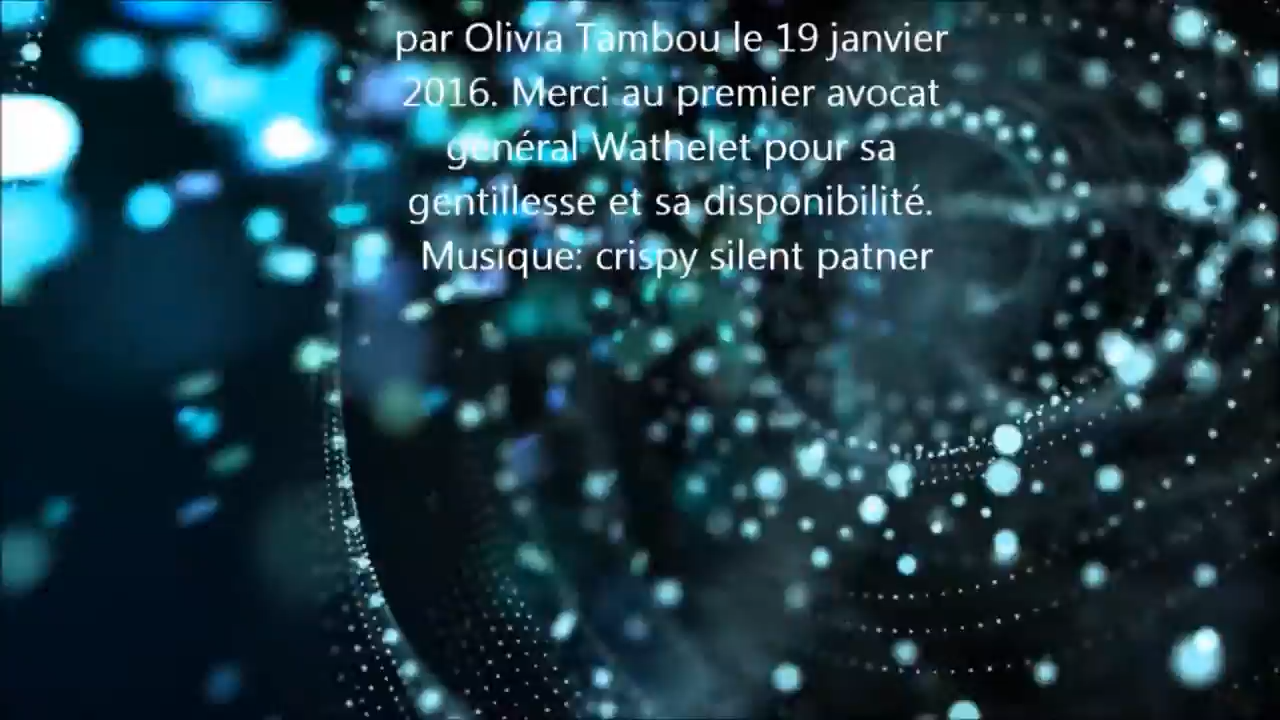 par Olivia Tambou le 19 janvier
2016. Merci au premier avocat
général Wathelet pour sa
gentillesse et sa disponibilité.
Musique: crispy silent patner